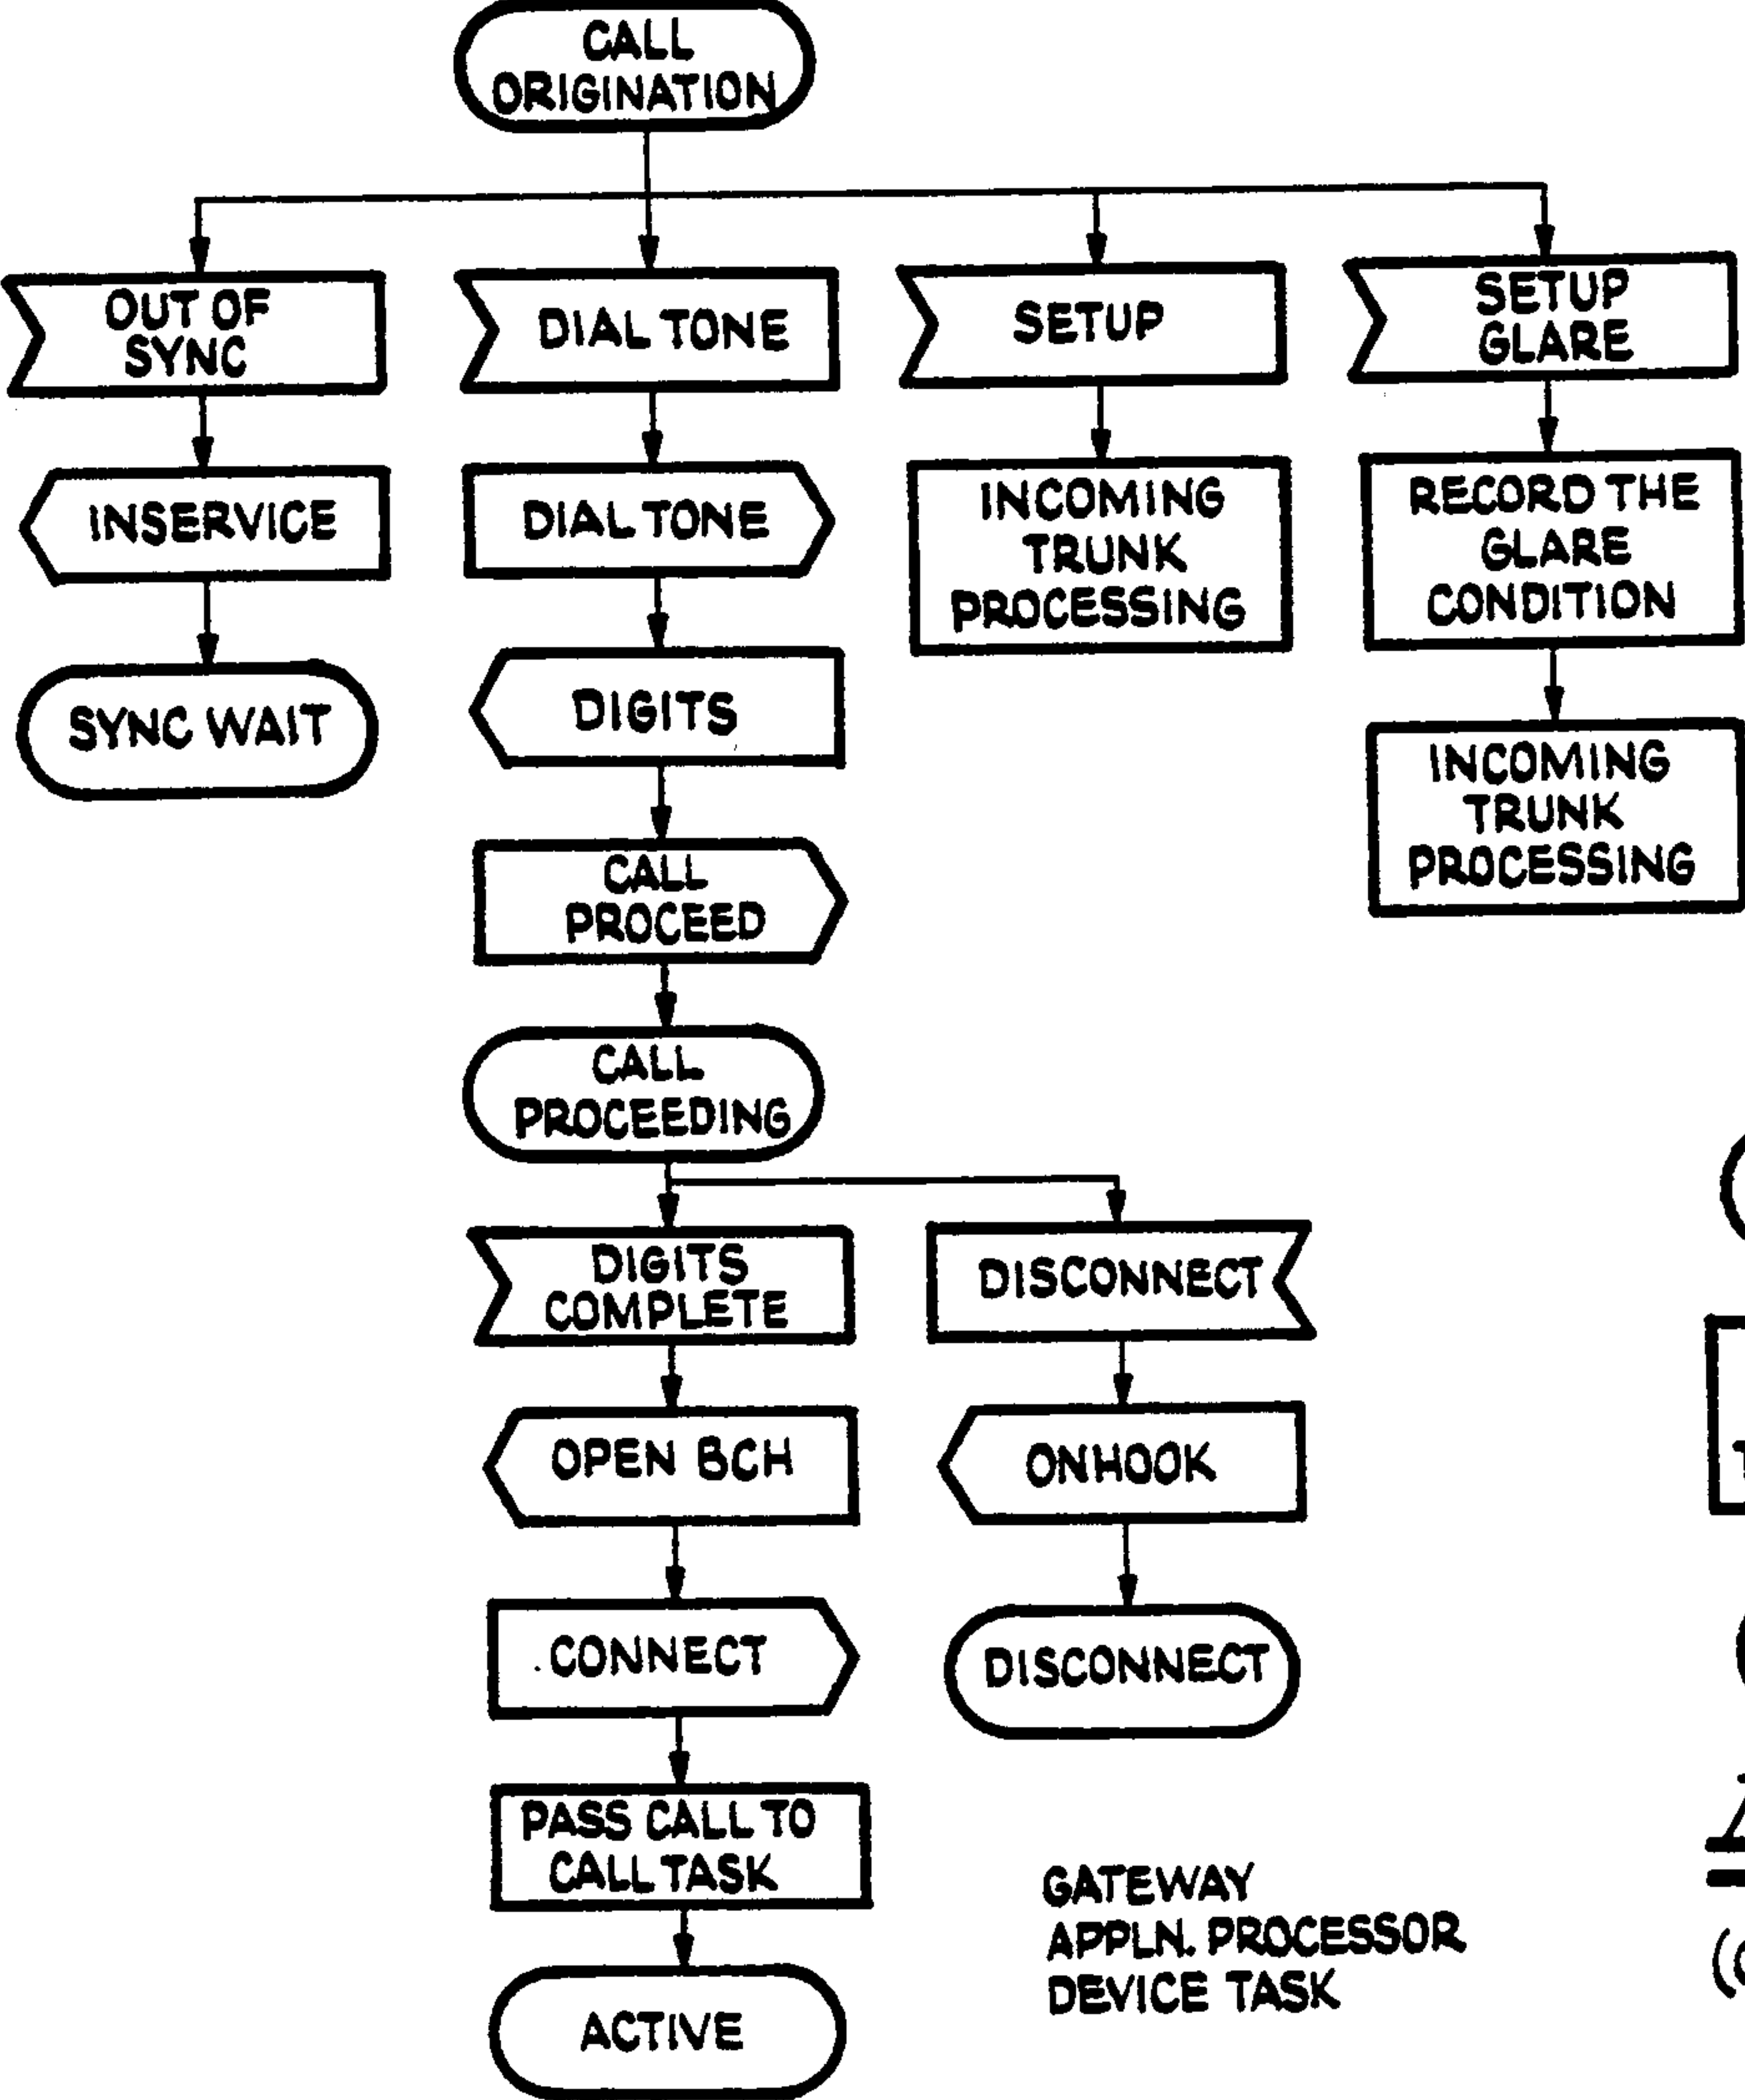 CALL
ORIGINATION
OUT OF
SYNC
DIAL TONE
SETUP
SETUP
GLARE
INSERVICE
DIAL TONE
INCOMING
TRUNK
PROCESSING
RECORD THE
GLARE
CONDITION
SYNC WAIT
DIGITS
INCOMING
TRUNK
PROCESSING
CALL
PROCEED
CALL
PROCEEDING
DIGITS
COMPLETE
DISCONNECT
OPEN BCH
ONHOOK
CONNECT
DISCONNECT
PASS CALL TO
CALL TASK
GATEWAY
APPLN. PROCESSOR
DEVICE TASK
ACTIVE